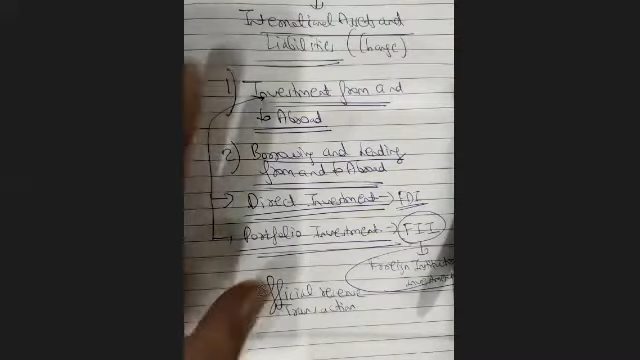 International Assets and
Liabilities (Change)
1) Investment from and
to Abroad
2) Borrowing and Lending
from and to Abroad
→ Direct Investment → FDI
→ Portfolio Investment → FII
Foreign
Investment
Official reserve
Transaction